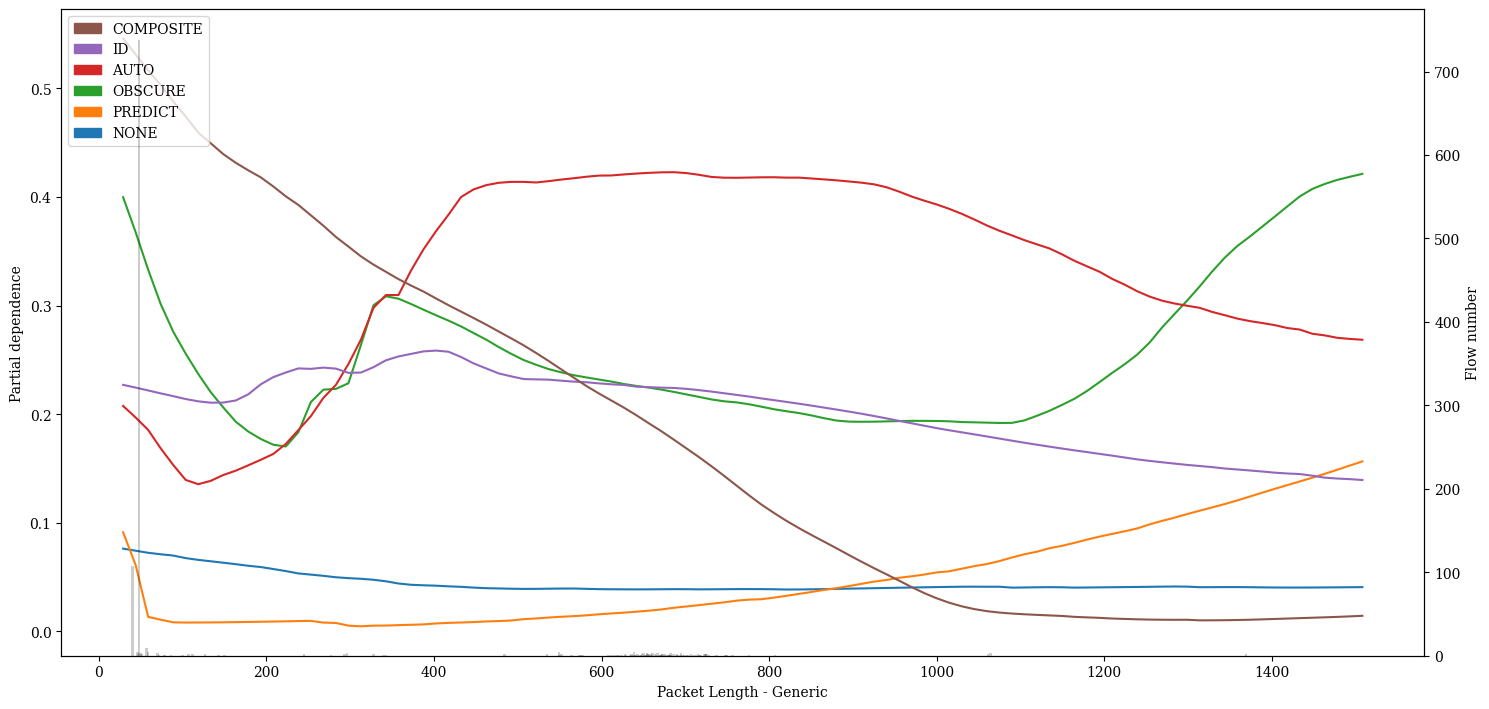 COMPOSITE
ID
AUTO
OBSCURE
PREDICT
NONE
Partial dependence
0.5
0.4
0.3
0.2
0.1
0.0
700
600
500
400
300
200
100
0
Flow number
0 200 400 600 800 1000 1200 1400
Packet Length - Generic